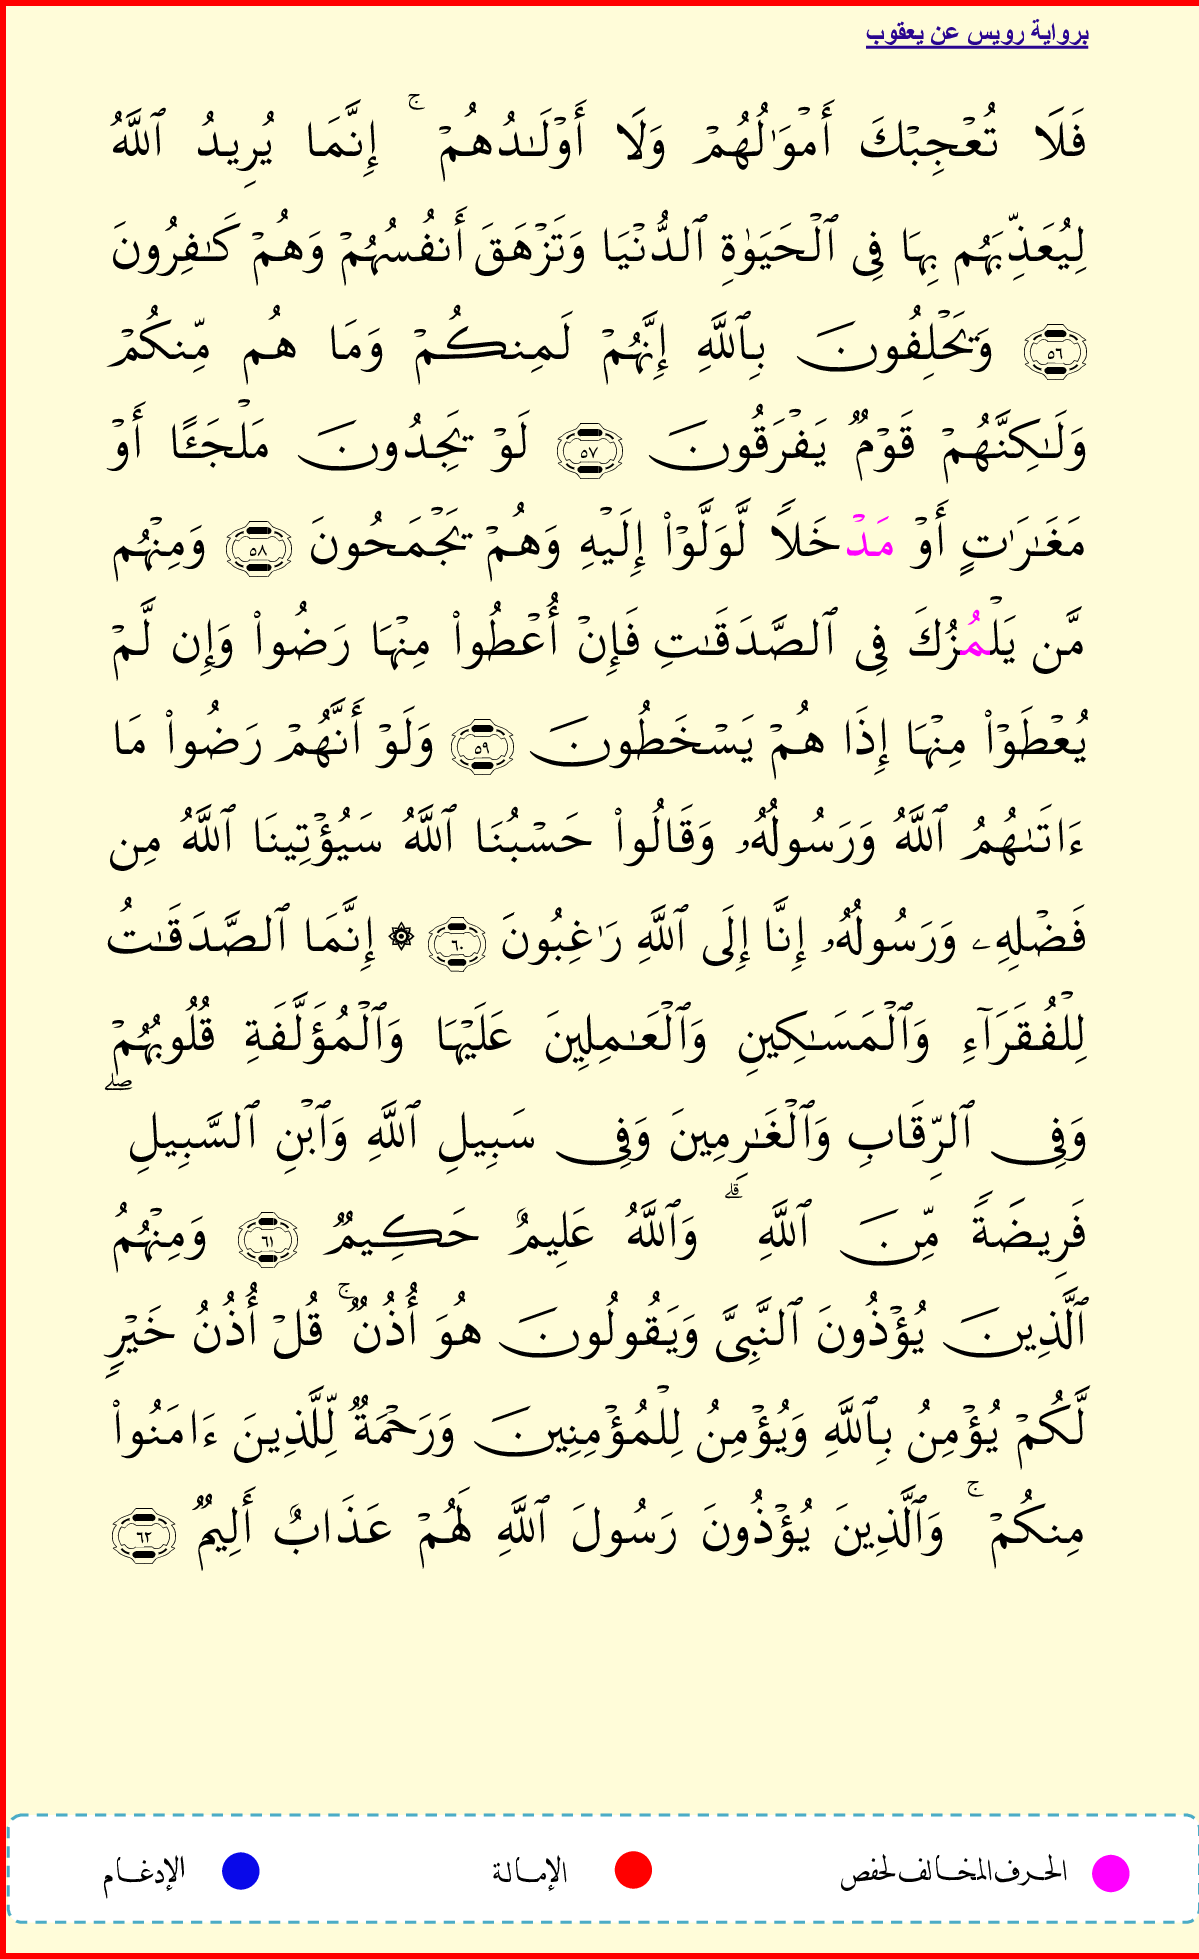 برواية رويس عن يعقوب
فَلَا تُعۡجِبۡكَ أَمۡوَٰلُهُمۡ وَلَآ أَوۡلَٰدُهُمۡۚ إِنَّمَا يُرِيدُ ٱللَّهُ
لِيُعَذِّبَهُم بِهَا فِي ٱلۡحَيَوٰةِ ٱلدُّنۡيَا وَتَزۡهَقَ أَنفُسُهُمۡ وَهُمۡ كَٰفِرُونَ
٥٦ وَيَحۡلِفُونَ بِٱللَّهِ إِنَّهُمۡ لَمِنكُمۡ وَمَا هُم مِّنكُمۡ
وَلَٰكِنَّهُمۡ قَوۡمٞ يَفۡرَقُونَ ٥٧ لَوۡ يَجِدُونَ مَلۡجَـًٔا أَوۡ
مَغَٰرَٰتٍ أَوۡ مَدۡخَلٗا لَّوَلَّوۡاْ إِلَيۡهِ وَهُمۡ يَجۡمَحُونَ ٥٨ وَمِنۡهُم
مَّن يَلۡمُزُكَ فِي ٱلصَّدَقَٰتِ فَإِنۡ أُعۡطُواْ مِنۡهَا رَضُواْ وَإِن لَّمۡ
يُعۡطَوۡاْ مِنۡهَا إِذَا هُمۡ يَسۡخَطُونَ ٥٩ وَلَوۡ أَنَّهُمۡ رَضُواْ مَا
ءَاتَىٰهُمُ ٱللَّهُ وَرَسُولُهُۥ وَقَالُواْ حَسۡبُنَا ٱللَّهُ سَيُؤۡتِينَا ٱللَّهُ مِن
فَضۡلِهِۦ وَرَسُولُهُۥ إِنَّا إِلَى ٱللَّهِ رَٰغِبُونَ ٦٠ ۞ إِنَّمَا ٱلصَّدَقَٰتُ
لِلۡفُقَرَآءِ وَٱلۡمَسَٰكِينِ وَٱلۡعَٰمِلِينَ عَلَيۡهَا وَٱلۡمُؤَلَّفَةِ قُلُوبُهُمۡ
وَفِي ٱلرِّقَابِ وَٱلۡغَٰرِمِينَ وَفِي سَبِيلِ ٱللَّهِ وَٱبۡنِ ٱلسَّبِيلِۖ
فَرِيضَةٗ مِّنَ ٱللَّهِۗ وَٱللَّهُ عَلِيمٌ حَكِيمٞ ٦١ وَمِنۡهُمُ
ٱلَّذِينَ يُؤۡذُونَ ٱلنَّبِيَّ وَيَقُولُونَ هُوَ أُذُنٞۚ قُلۡ أُذُنُ خَيۡرٖ
لَّكُمۡ يُؤۡمِنُ بِٱللَّهِ وَيُؤۡمِنُ لِلۡمُؤۡمِنِينَ وَرَحۡمَةٞ لِّلَّذِينَ ءَامَنُواْ
مِنكُمۡۚ وَٱلَّذِينَ يُؤۡذُونَ رَسُولَ ٱللَّهِ لَهُمۡ عَذَابٌ أَلِيمٞ ٦٢
الحرف المخالف لحفص الإمالة الإدغام